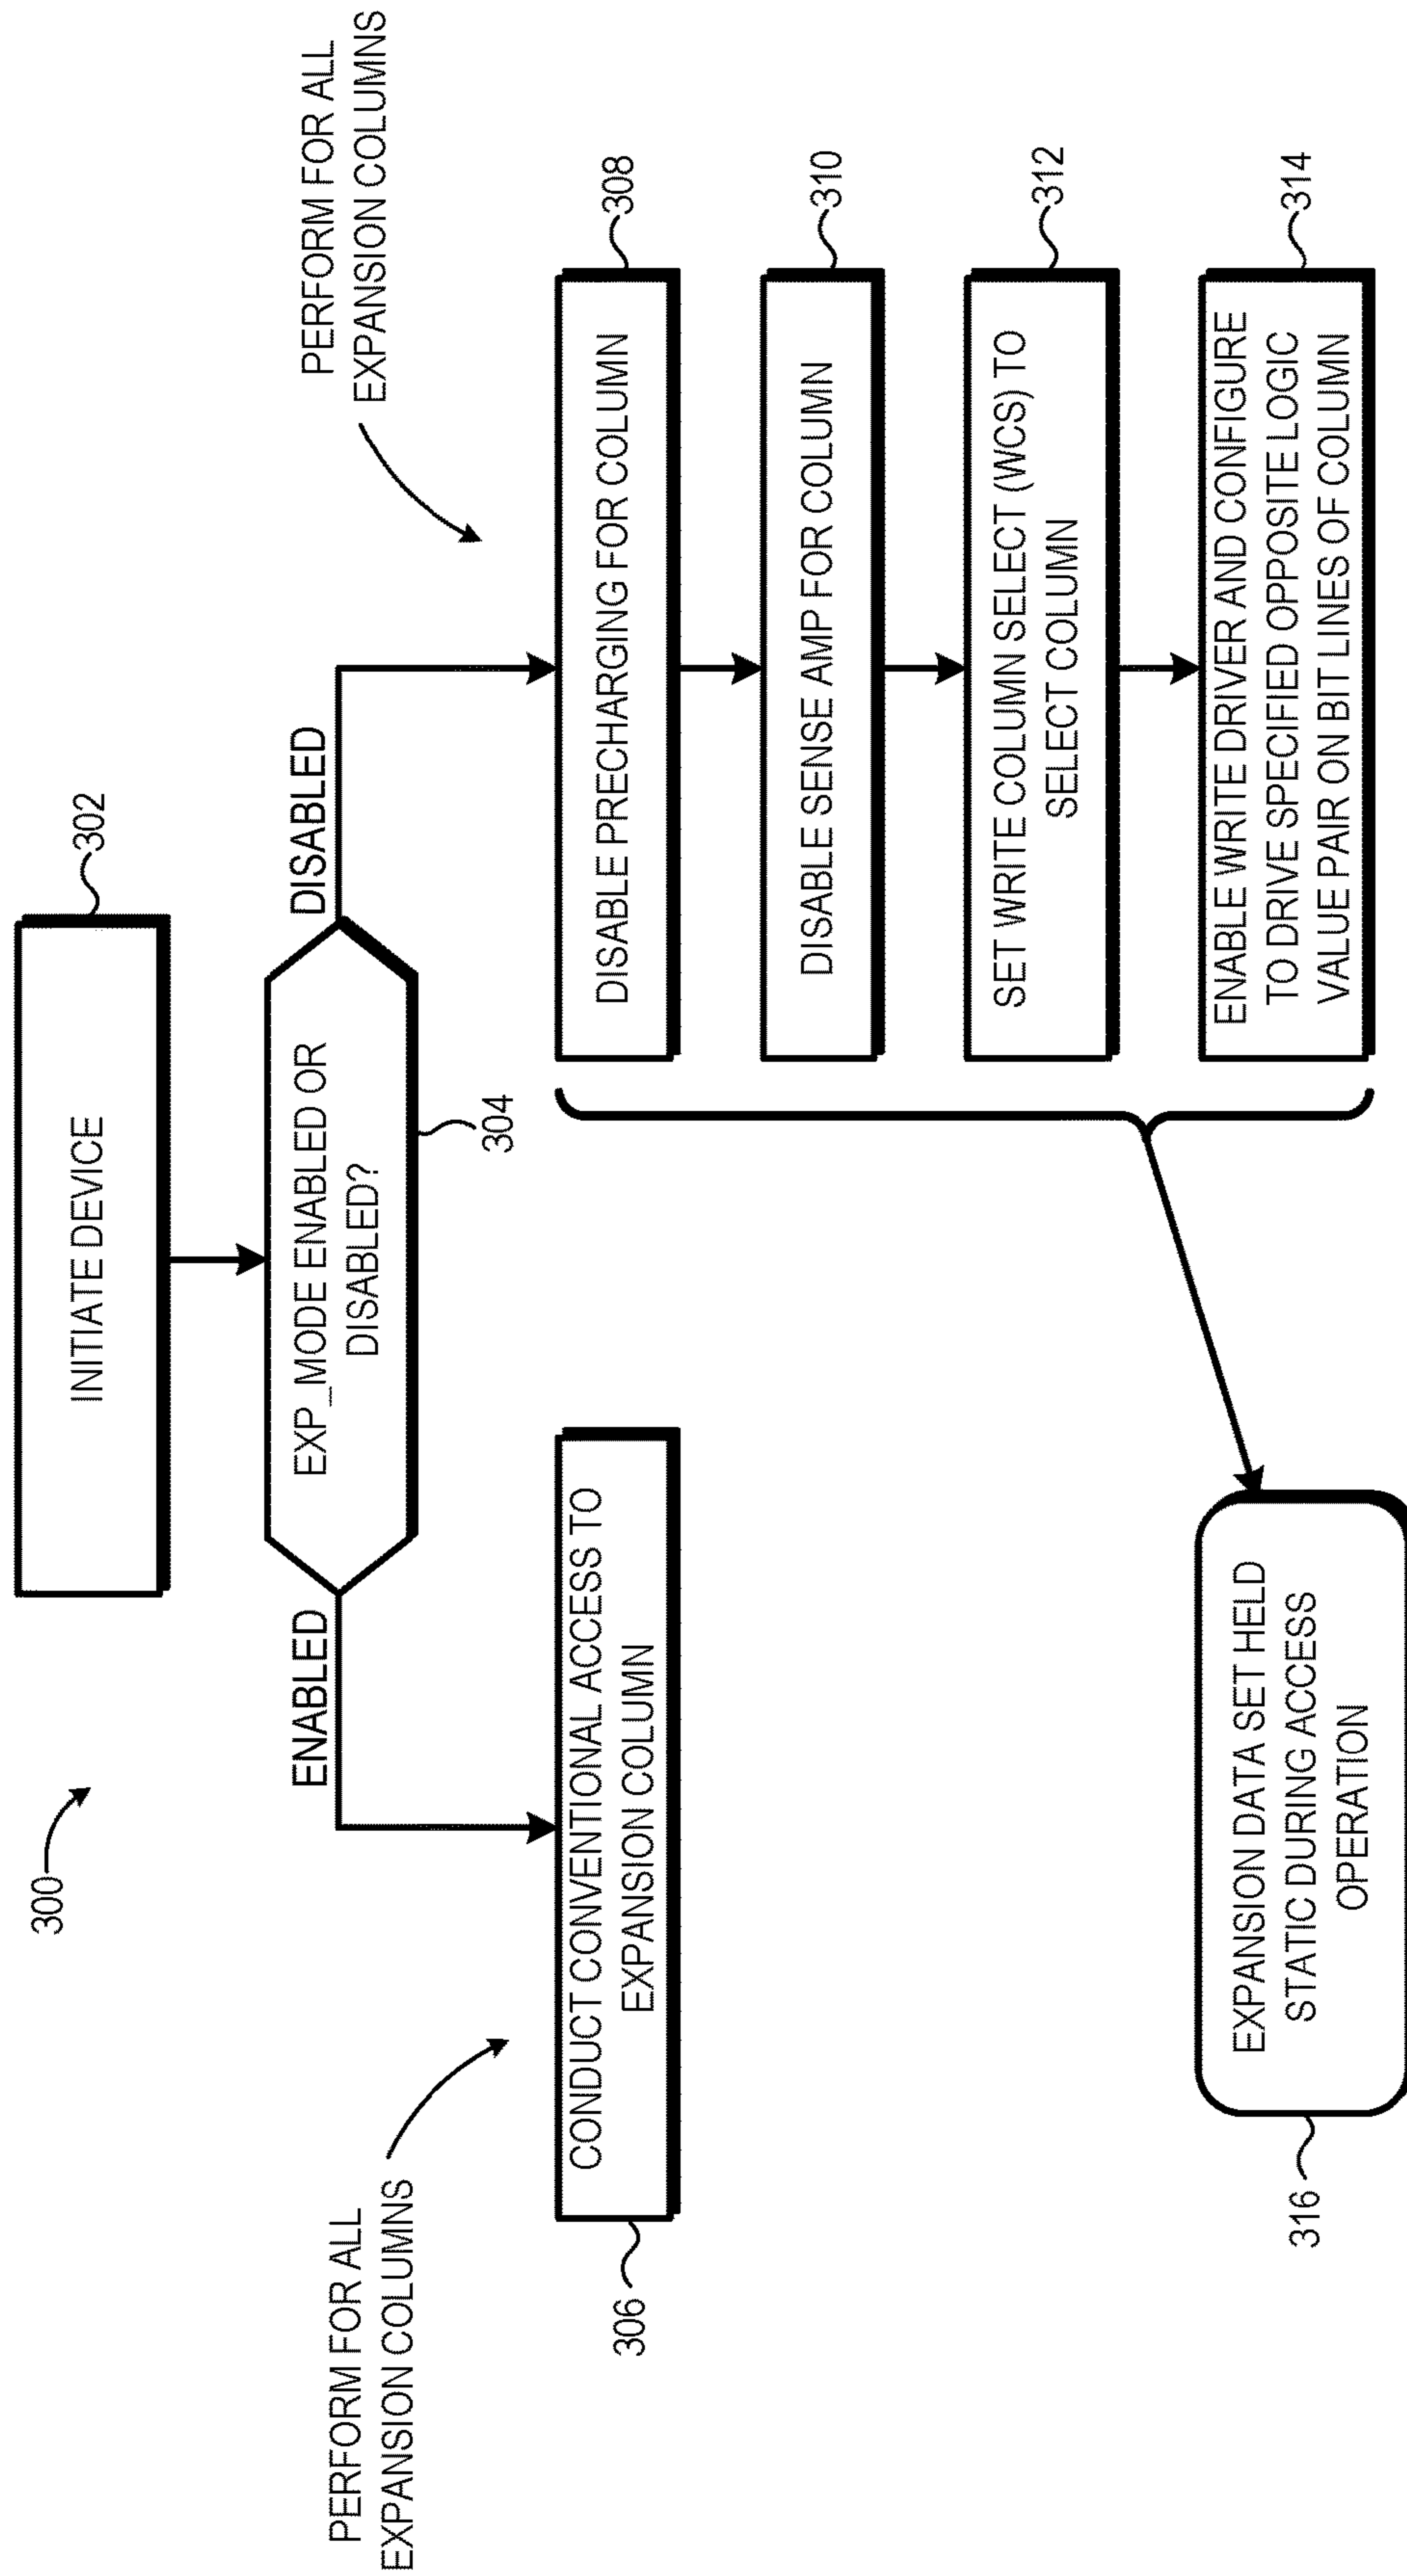 300
INITIATE DEVICE
302
EXP_MODE ENABLED OR
DISABLED?
304
ENABLED
DISABLED
PERFORM FOR ALL
EXPANSION COLUMNS
CONDUCT CONVENTIONAL ACCESS TO
EXPANSION COLUMN
306
PERFORM FOR ALL
EXPANSION COLUMNS
DISABLE PRECHARGING FOR COLUMN
308
DISABLE SENSE AMP FOR COLUMN
310
SET WRITE COLUMN SELECT (WCS) TO
SELECT COLUMN
312
ENABLE WRITE DRIVER AND CONFIGURE
TO DRIVE SPECIFIED OPPOSITE LOGIC
VALUE PAIR ON BIT LINES OF COLUMN
314
EXPANSION DATA SET HELD
STATIC DURING ACCESS
OPERATION
316